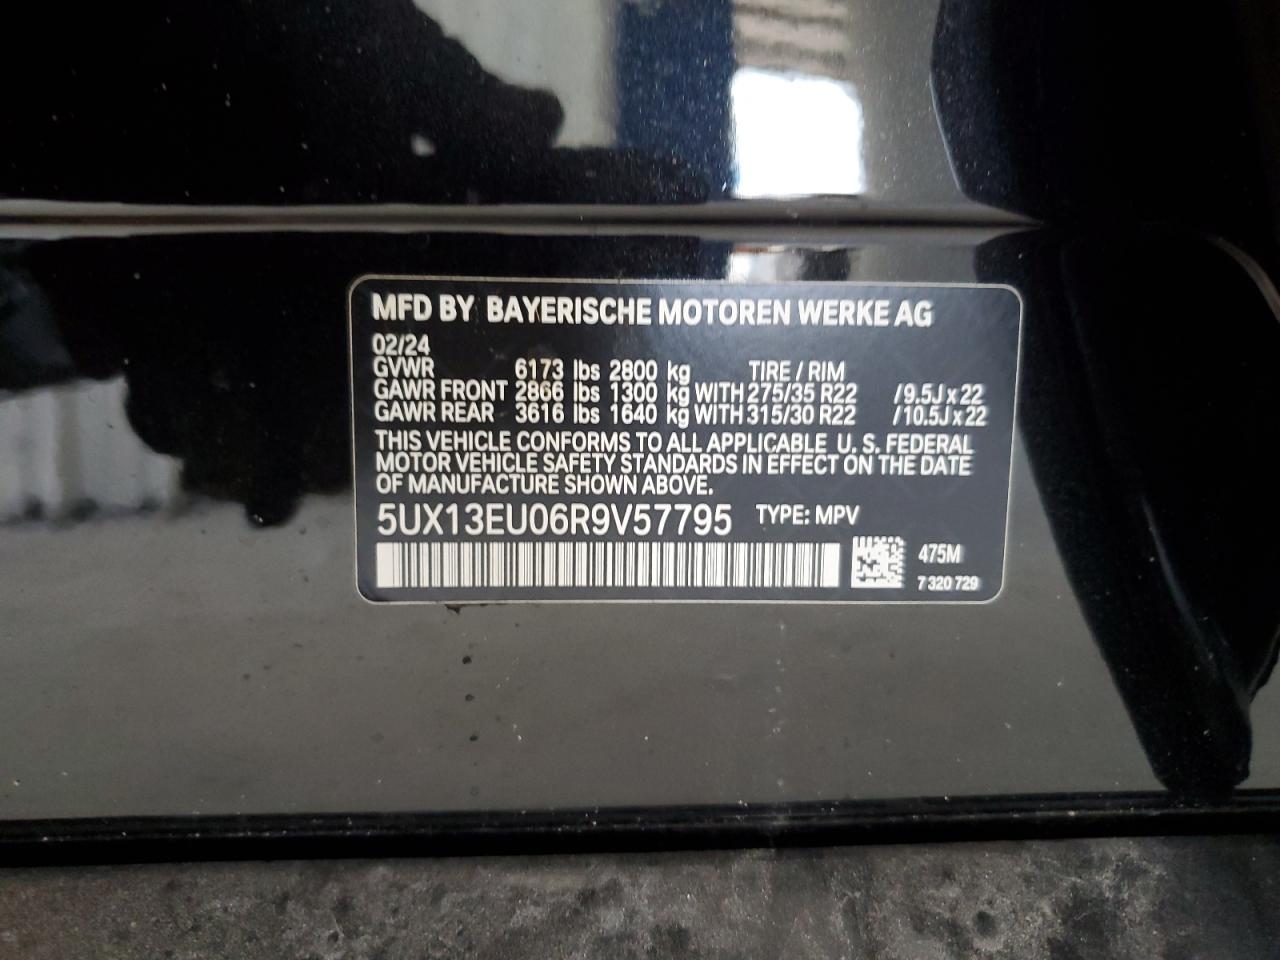 MFD BY BAYERISCHE MOTOREN WERKE AG
02/24
GVWR 6173 lbs 2800 kg TIRE / RIM
GAWR FRONT 2866 lbs 1300 kg WITH 275/35 R22 /9.5J x 22
GAWR REAR 3616 lbs 1640 kg WITH 315/30 R22 /10.5J x 22
THIS VEHICLE CONFORMS TO ALL APPLICABLE U. S. FEDERAL
MOTOR VEHICLE SAFETY STANDARDS IN EFFECT ON THE DATE
OF MANUFACTURE SHOWN ABOVE.
5UX13EU06R9V57795 TYPE: MPV
475M
7 320 729